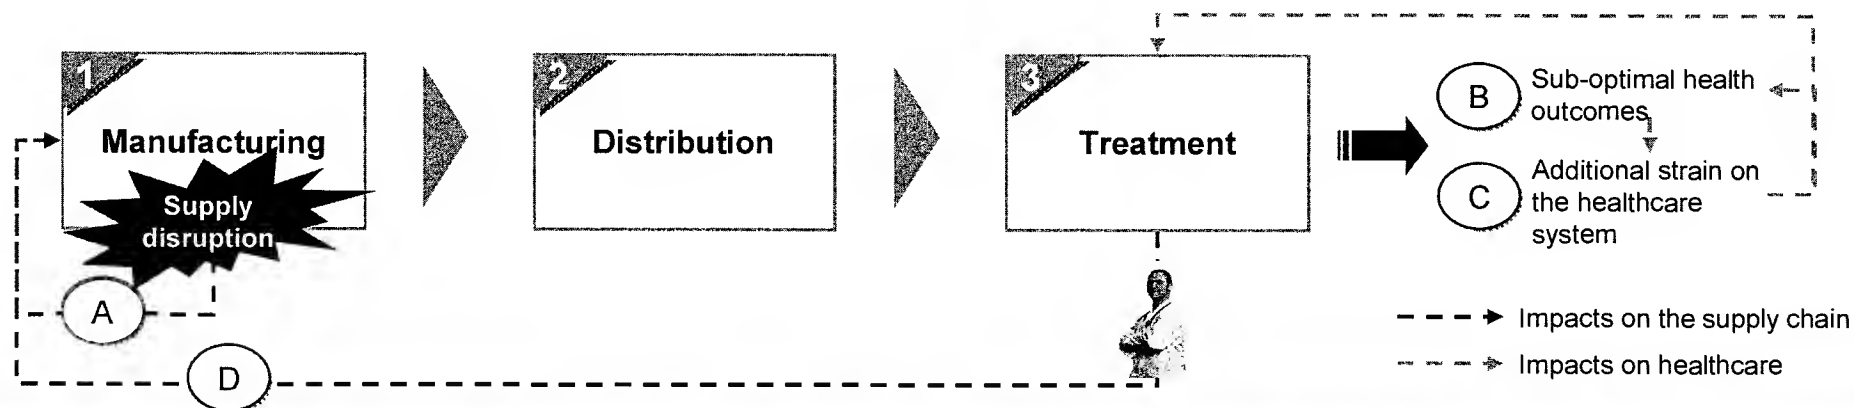 1
Manufacturing
Supply
disruption
A
D
2
Distribution
3
Treatment
B
Sub-optimal health
outcomes
C
Additional strain on
the healthcare
system
Impacts on the supply chain
Impacts on healthcare